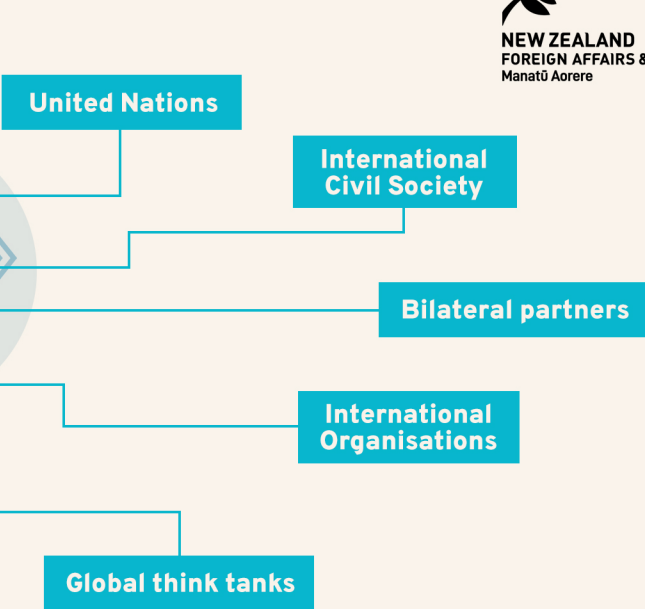 NEW ZEALAND
FOREIGN AFFAIRS &
Manatū Aorere
United Nations
International
Civil Society
Bilateral partners
International
Organisations
Global think tanks